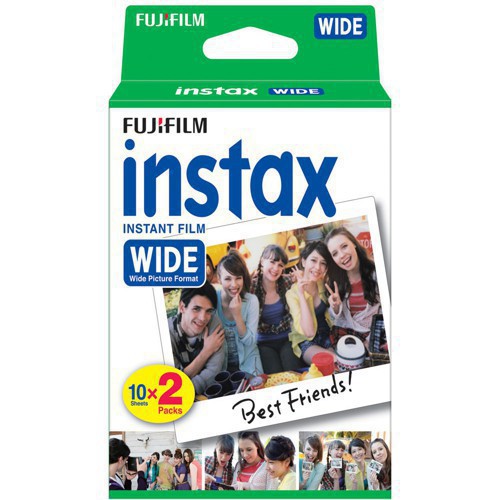 FUJIFILM
WIDE
instax WIDE
FUJIFILM
instax
INSTANT FILM
WIDE
Wide Picture Format
10×2
Sheets Packs
Best Friends!